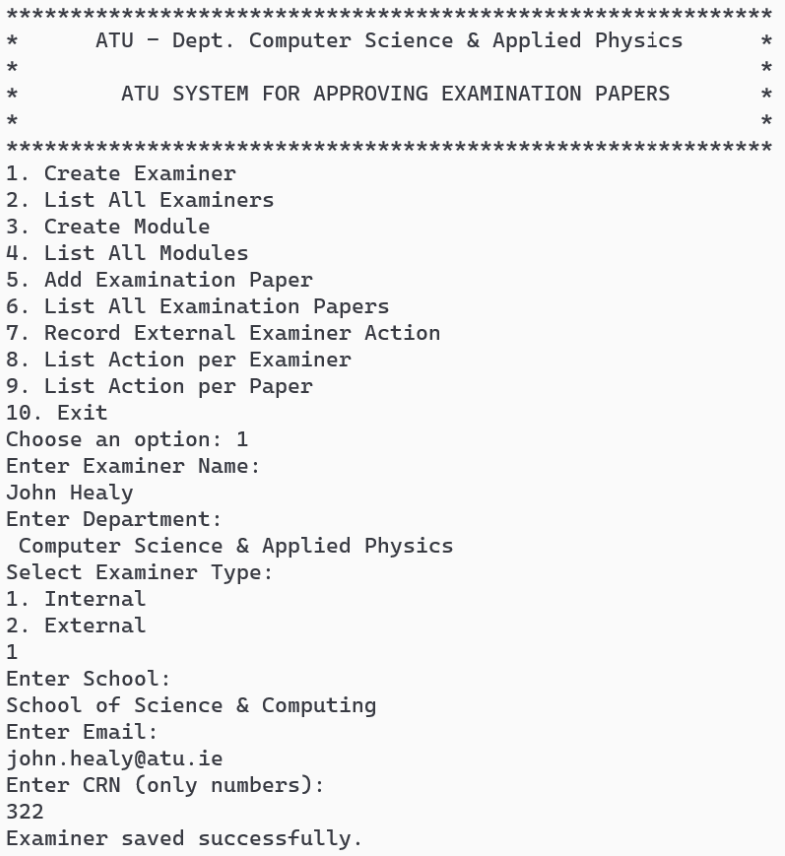 ************************************************************
*      ATU – Dept. Computer Science & Applied Physics      *
*                                                          *
*        ATU SYSTEM FOR APPROVING EXAMINATION PAPERS       *
*                                                          *
************************************************************
1. Create Examiner
2. List All Examiners
3. Create Module
4. List All Modules
5. Add Examination Paper
6. List All Examination Papers
7. Record External Examiner Action
8. List Action per Examiner
9. List Action per Paper
10. Exit
Choose an option: 1
Enter Examiner Name:
John Healy
Enter Department:
 Computer Science & Applied Physics
Select Examiner Type:
1. Internal
2. External
1
Enter School:
School of Science & Computing
Enter Email:
john.healy@atu.ie
Enter CRN (only numbers):
322
Examiner saved successfully.